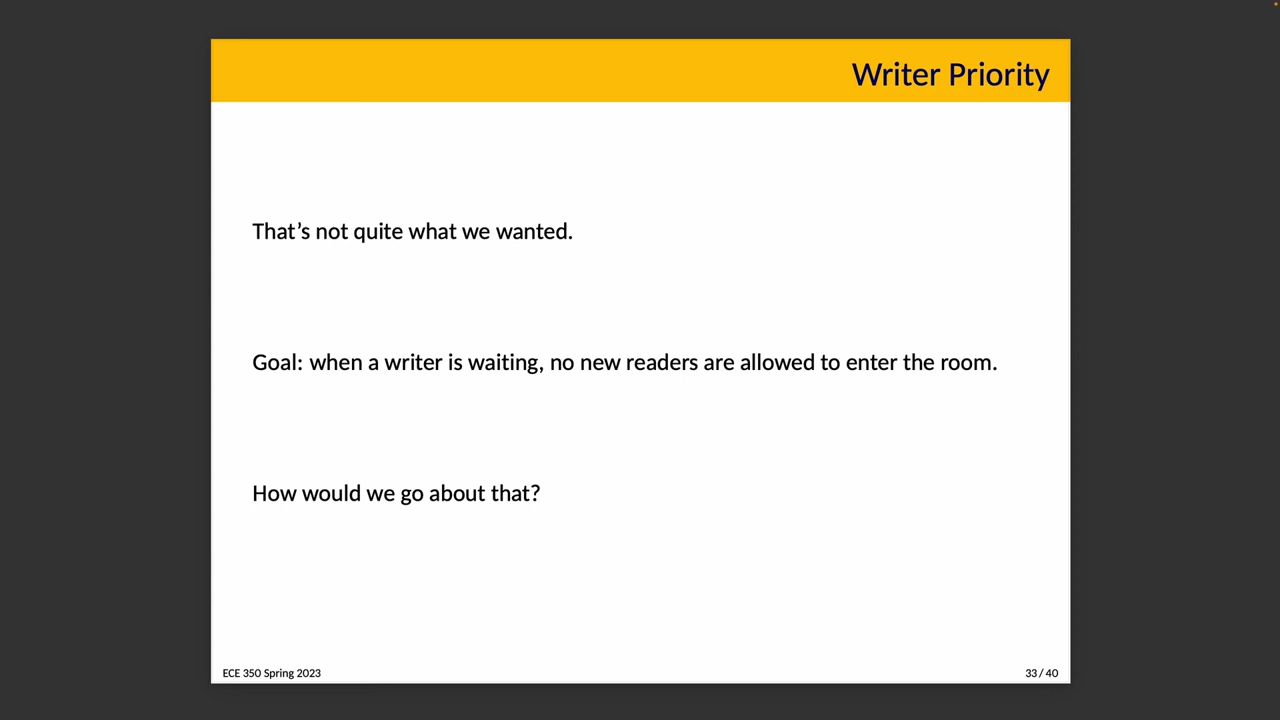 Writer Priority
That’s not quite what we wanted.
Goal: when a writer is waiting, no new readers are allowed to enter the room.
How would we go about that?
ECE 350 Spring 2023
33 / 40